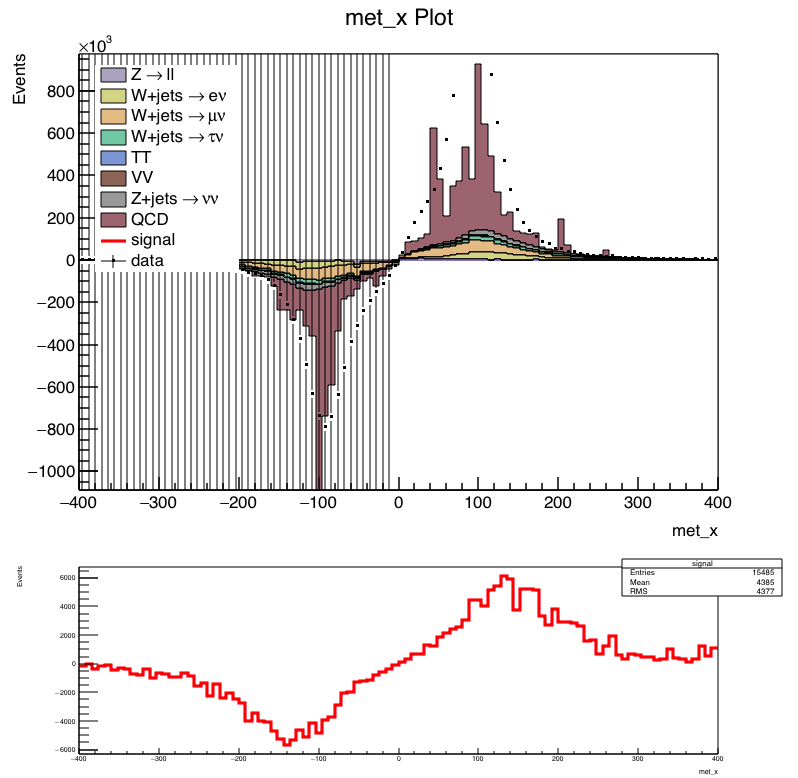 met_x Plot
×10³
Events
Z → ll
W+jets → eν
W+jets → μν
W+jets → τν
TT
VV
Z+jets → νν
QCD
signal
data
800
600
400
200
0
−200
−400
−600
−800
−1000
−400 −300 −200 −100 0 100 200 300 400
met_x
Events
signal
Entries 15485
Mean 4385
RMS 4377
6000
4000
2000
0
−2000
−4000
−6000
−400 −300 −200 −100 0 100 200 300 400
met_x